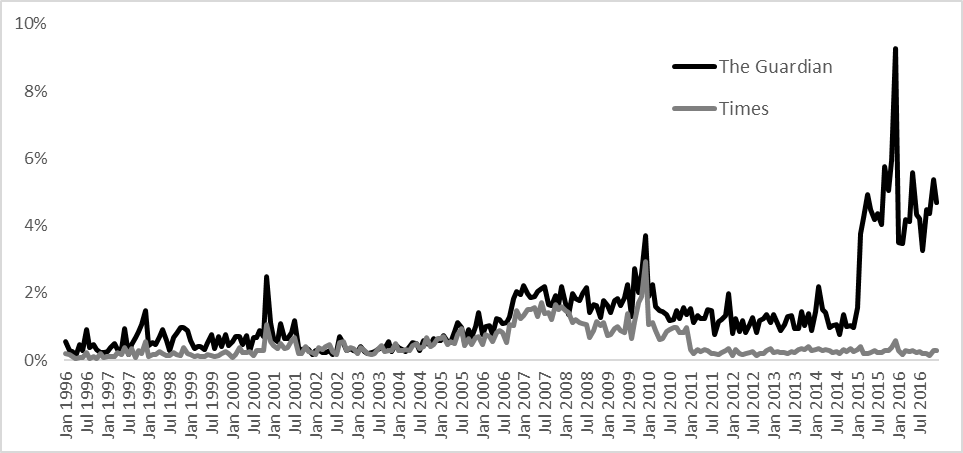 10%
8%
6%
4%
2%
0%
The Guardian
Times
Jan 1996
Jul 1996
Jan 1997
Jul 1997
Jan 1998
Jul 1998
Jan 1999
Jul 1999
Jan 2000
Jul 2000
Jan 2001
Jul 2001
Jan 2002
Jul 2002
Jan 2003
Jul 2003
Jan 2004
Jul 2004
Jan 2005
Jul 2005
Jan 2006
Jul 2006
Jan 2007
Jul 2007
Jan 2008
Jul 2008
Jan 2009
Jul 2009
Jan 2010
Jul 2010
Jan 2011
Jul 2011
Jan 2012
Jul 2012
Jan 2013
Jul 2013
Jan 2014
Jul 2014
Jan 2015
Jul 2015
Jan 2016
Jul 2016